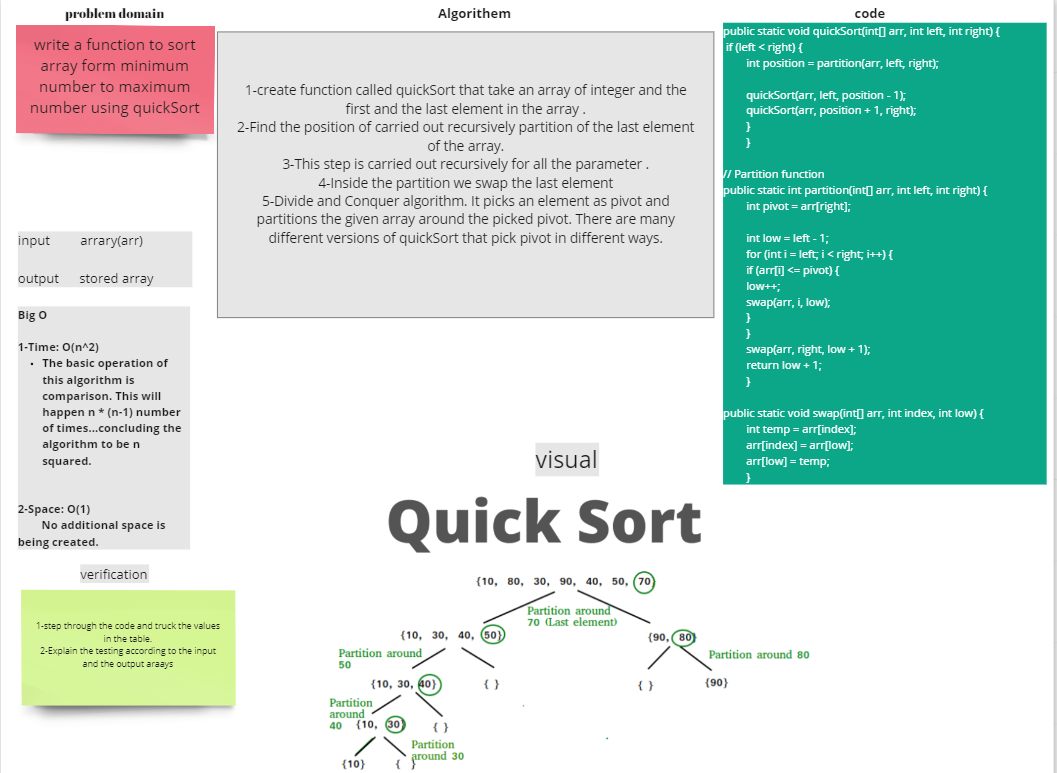 problem domain
write a function to sort
array form minimum
number to maximum
number using quickSort
input arrary(arr)
output stored array
Big O
1-Time: O(n^2)
• The basic operation of
this algorithm is
comparison. This will
happen n * (n-1) number
of times...concluding the
algorithm to be n
squared.
2-Space: O(1)
No additional space is
being created.
verification
1-step through the code and truck the values
in the table.
2-Explain the testing according to the input
and the output araays
Algorithem
1-create function called quickSort that take an array of integer and the
first and the last element in the array .
2-Find the position of carried out recursively partition of the last element
of the array.
3-This step is carried out recursively for all the parameter .
4-Inside the partition we swap the last element
5-Divide and Conquer algorithm. It picks an element as pivot and
partitions the given array around the picked pivot. There are many
different versions of quickSort that pick pivot in different ways.
code
public static void quickSort(int[] arr, int left, int right) {
if (left < right) {
int position = partition(arr, left, right);
quickSort(arr, left, position - 1);
quickSort(arr, position + 1, right);
}
}
// Partition function
public static int partition(int[] arr, int left, int right) {
int pivot = arr[right];
int low = left - 1;
for (int i = left; i < right; i++) {
if (arr[i] <= pivot) {
low++;
swap(arr, i, low);
}
}
swap(arr, right, low + 1);
return low + 1;
}
public static void swap(int[] arr, int index, int low) {
int temp = arr[index];
arr[index] = arr[low];
arr[low] = temp;
}
visual
Quick Sort
{10, 80, 30, 90, 40, 50, 70}
Partition around
70 (Last element)
{10, 30, 40, 50}
{90, 80}
Partition around
50
Partition around 80
{10, 30, 40}
{ }
{ }
{90}
Partition
around
40
{10, 30}
{ }
Partition
around 30
{10}
{ }